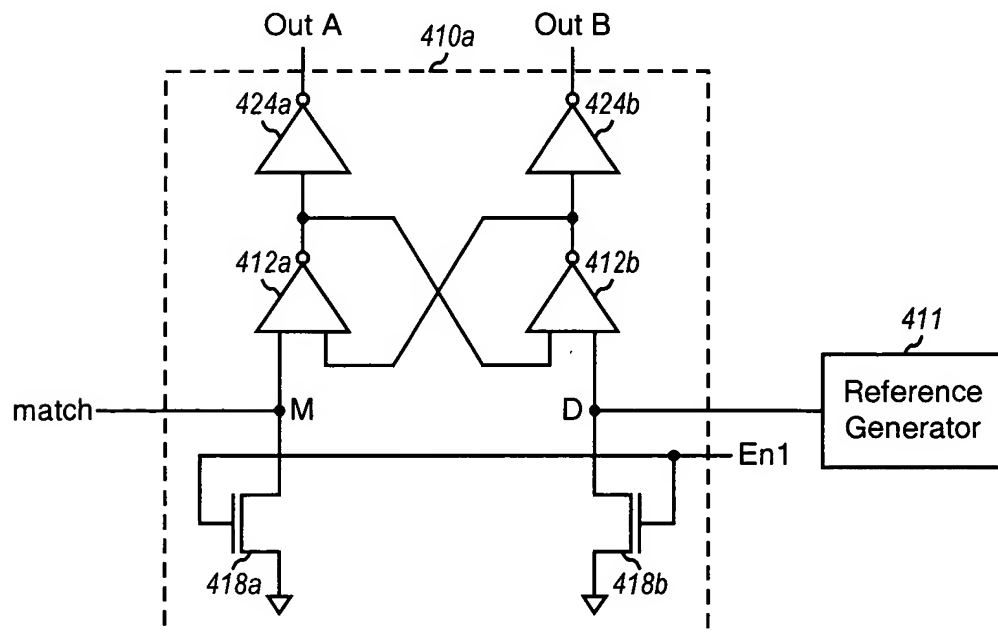 Out A
Out B
410a
424a
424b
412a
412b
411
Reference
Generator
match
M
D
En1
418a
418b